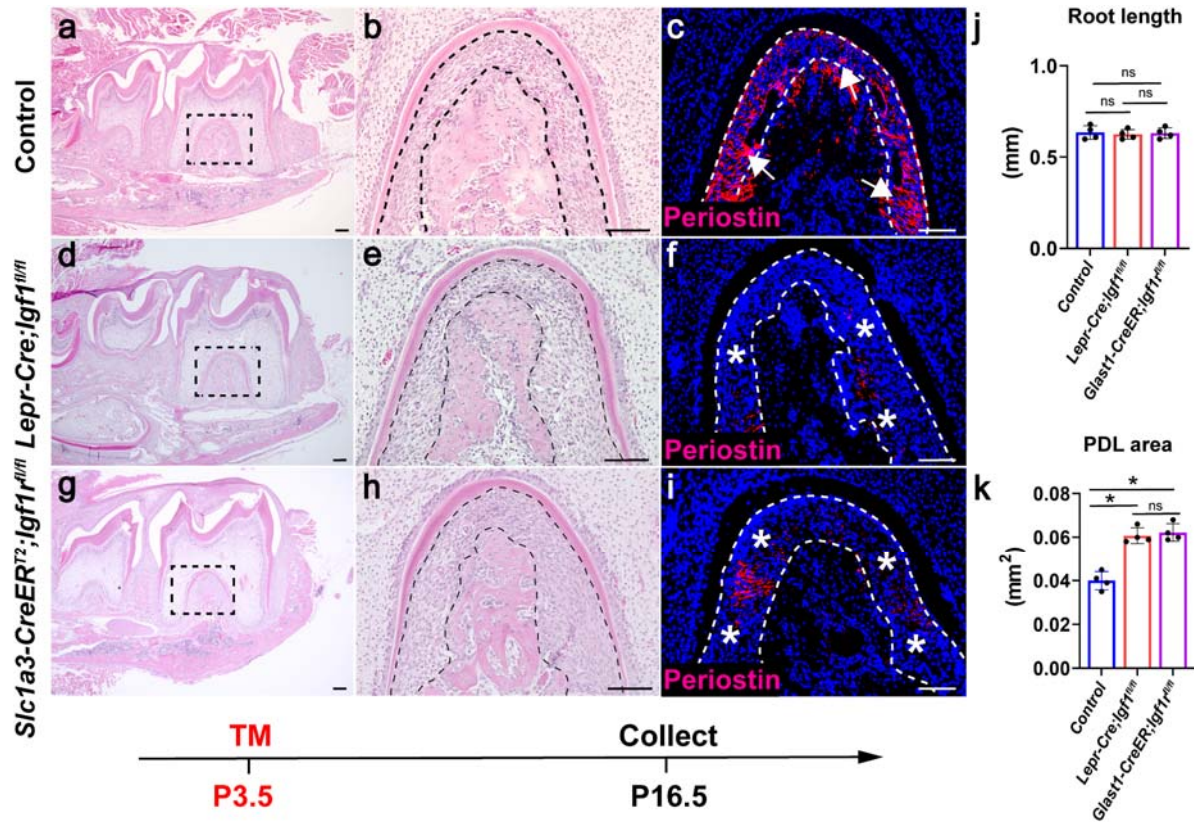 a
b
c
Periostin
Control
d
e
f
Periostin
Lepr-Cre;Igf1fl/fl
g
h
i
Periostin
Slc1a3-CreERT2;Igf1rfl/fl
TM
Collect
P3.5
P16.5
j
Root length
1.0
0.5
0.0
(mm)
ns
ns
ns
Control
Lepr-Cre;Igf1fl/fl
Glast1-CreER;Igf1rfl/fl
k
PDL area
0.08
0.06
0.04
0.02
0.00
(mm2)
*
*
ns
Control
Lepr-Cre;Igf1fl/fl
Glast1-CreER;Igf1rfl/fl